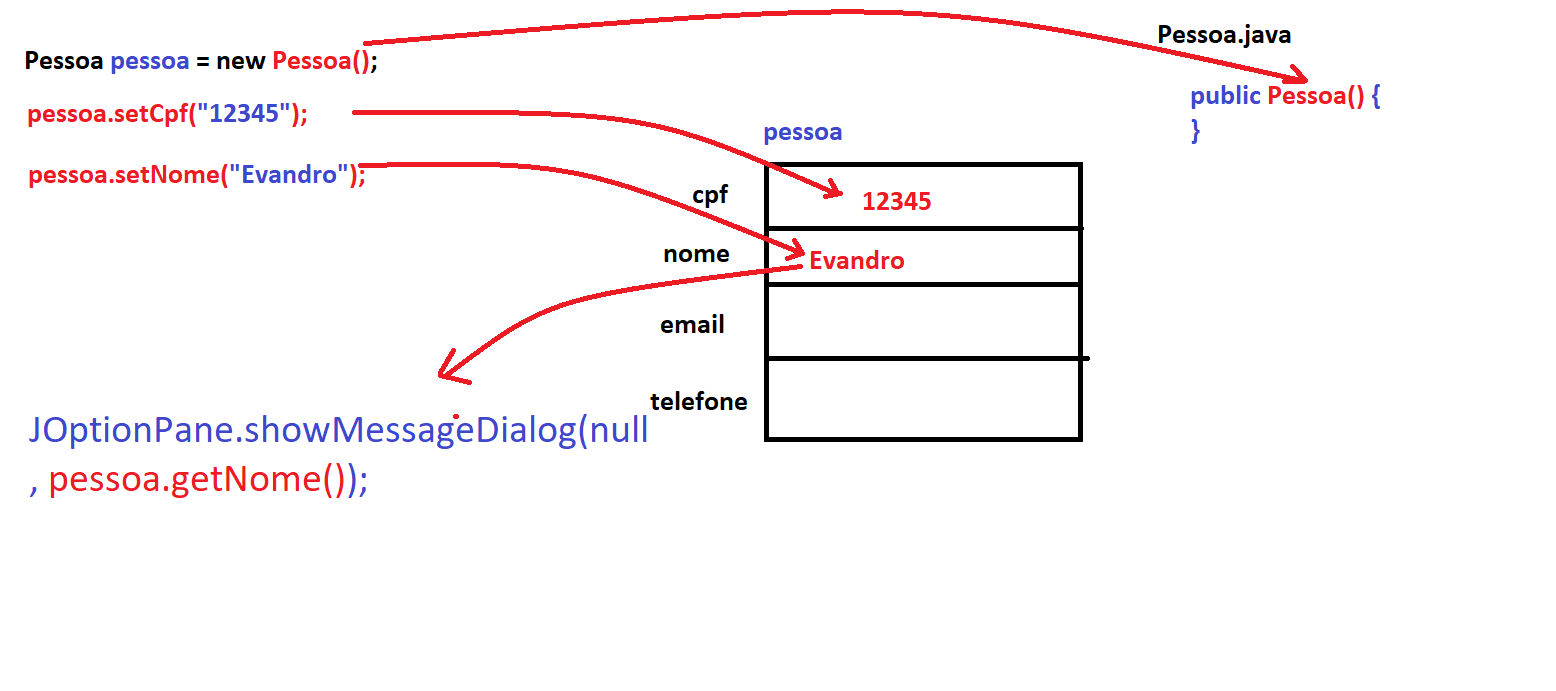 Pessoa pessoa = new Pessoa();
pessoa.setCpf("12345");
pessoa.setNome("Evandro");
Pessoa.java
public Pessoa() {
}
pessoa
cpf
12345
nome
Evandro
email
telefone
JOptionPane.showMessageDialog(null
, pessoa.getNome());